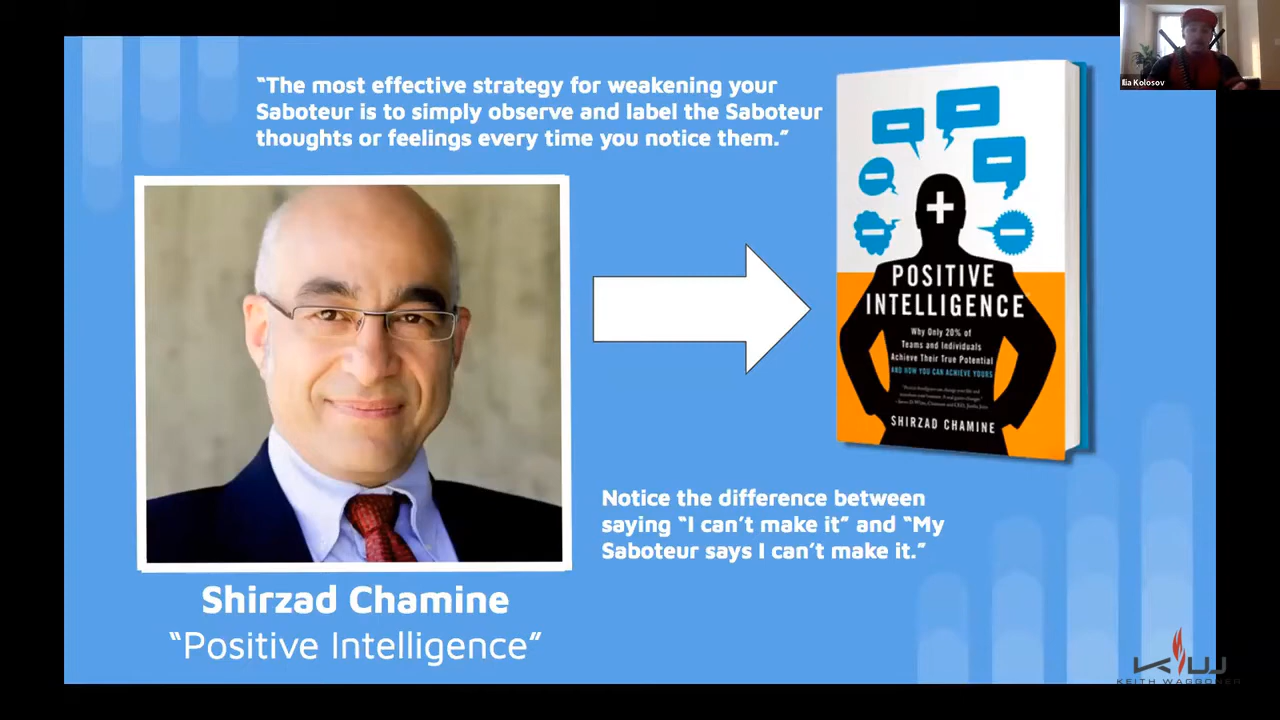 Ilia Kolosov
“The most effective strategy for weakening your
Saboteur is to simply observe and label the Saboteur
thoughts or feelings every time you notice them.”
POSITIVE
INTELLIGENCE
Why Only 20% of
Teams and Individuals
Achieve Their True Potential
AND HOW YOU CAN ACHIEVE YOURS
SHIRZAD CHAMINE
Notice the difference between
saying “I can’t make it” and “My
Saboteur says I can’t make it.”
Shirzad Chamine
“Positive Intelligence”
KW
KEITH WAGGONER